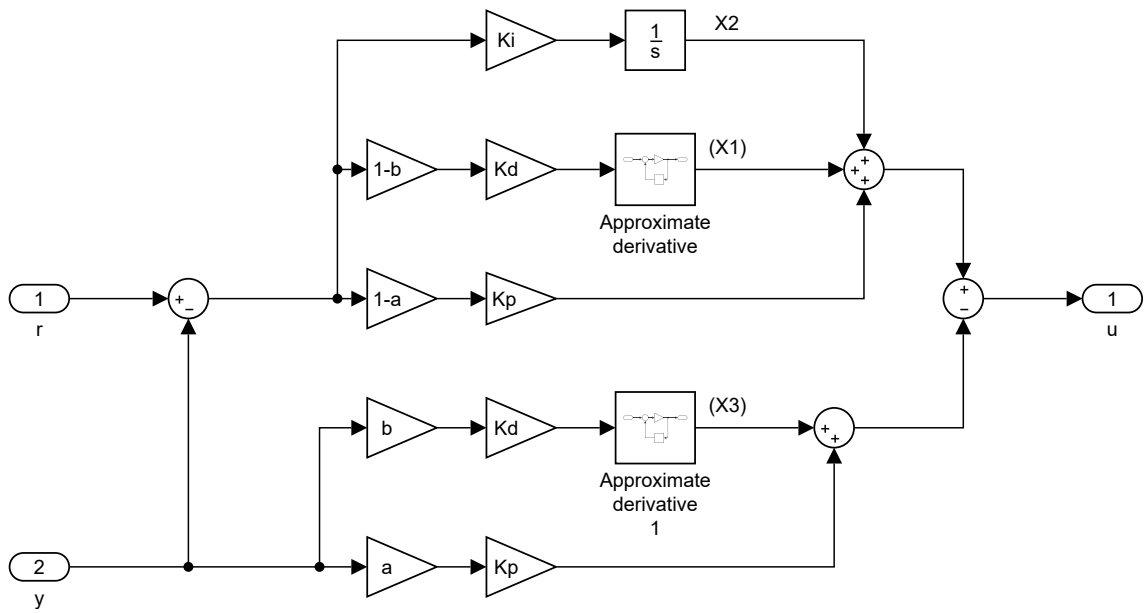 Ki
1
s
X2
1-b
Kd
(X1)
Approximate
derivative
+
+
+
1
r
+
−
1-a
Kp
+
−
1
u
b
Kd
(X3)
Approximate
derivative
1
+
+
2
y
a
Kp